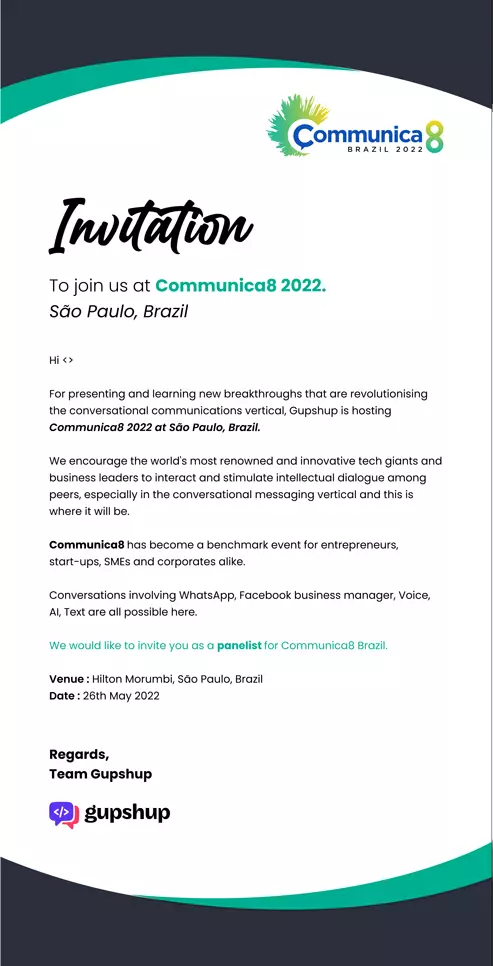 Communica8
BRAZIL 2022
Invitation
To join us at Communica8 2022.
São Paulo, Brazil
Hi <>
For presenting and learning new breakthroughs that are revolutionising
the conversational communications vertical, Gupshup is hosting
Communica8 2022 at São Paulo, Brazil.
We encourage the world's most renowned and innovative tech giants and
business leaders to interact and stimulate intellectual dialogue among
peers, especially in the conversational messaging vertical and this is
where it will be.
Communica8 has become a benchmark event for entrepreneurs,
start-ups, SMEs and corporates alike.
Conversations involving WhatsApp, Facebook business manager, Voice,
AI, Text are all possible here.
We would like to invite you as a panelist for Communica8 Brazil.
Venue : Hilton Morumbi, São Paulo, Brazil
Date : 26th May 2022
Regards,
Team Gupshup
</> gupshup